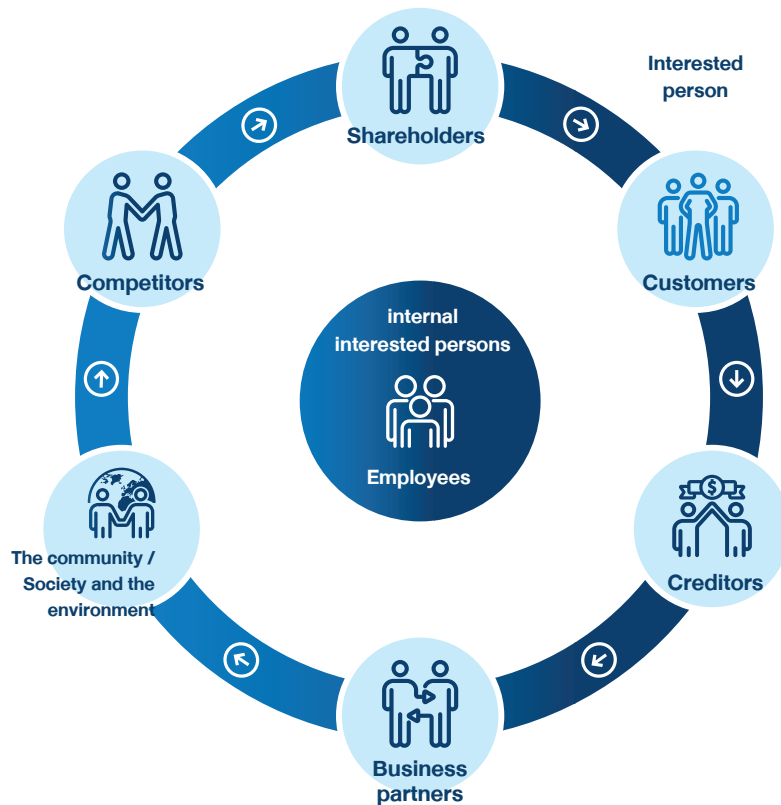 Interested
person
Shareholders
Customers
Creditors
$
Business
partners
The community /
Society and the
environment
Competitors
internal
interested persons
Employees